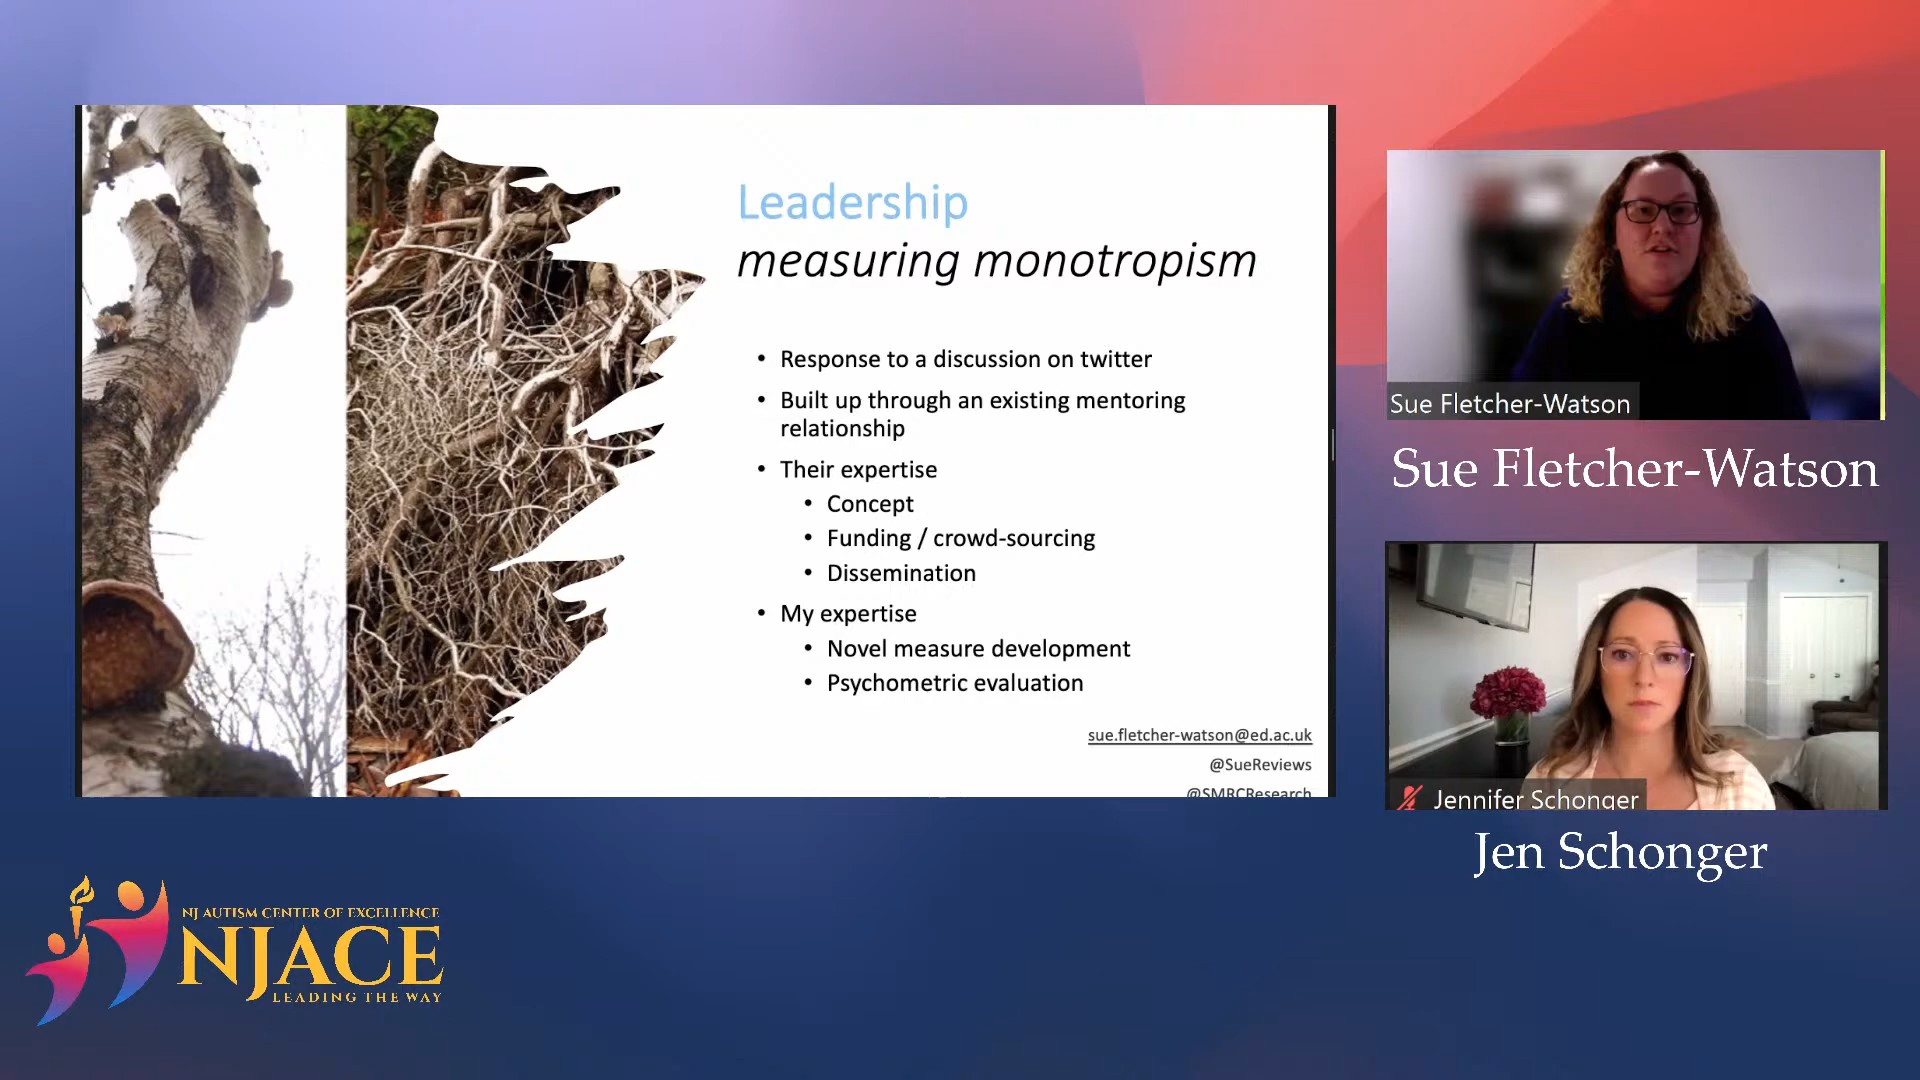 Leadership
measuring monotropism
• Response to a discussion on twitter
• Built up through an existing mentoring
relationship
• Their expertise
• Concept
• Funding / crowd-sourcing
• Dissemination
• My expertise
• Novel measure development
• Psychometric evaluation
sue.fletcher-watson@ed.ac.uk
@SueReviews
@SMRCResearch
Sue Fletcher-Watson
Sue Fletcher-Watson
Jennifer Schonger
Jen Schonger
NJ AUTISM CENTER OF EXCELLENCE
NJACE
LEADING THE WAY